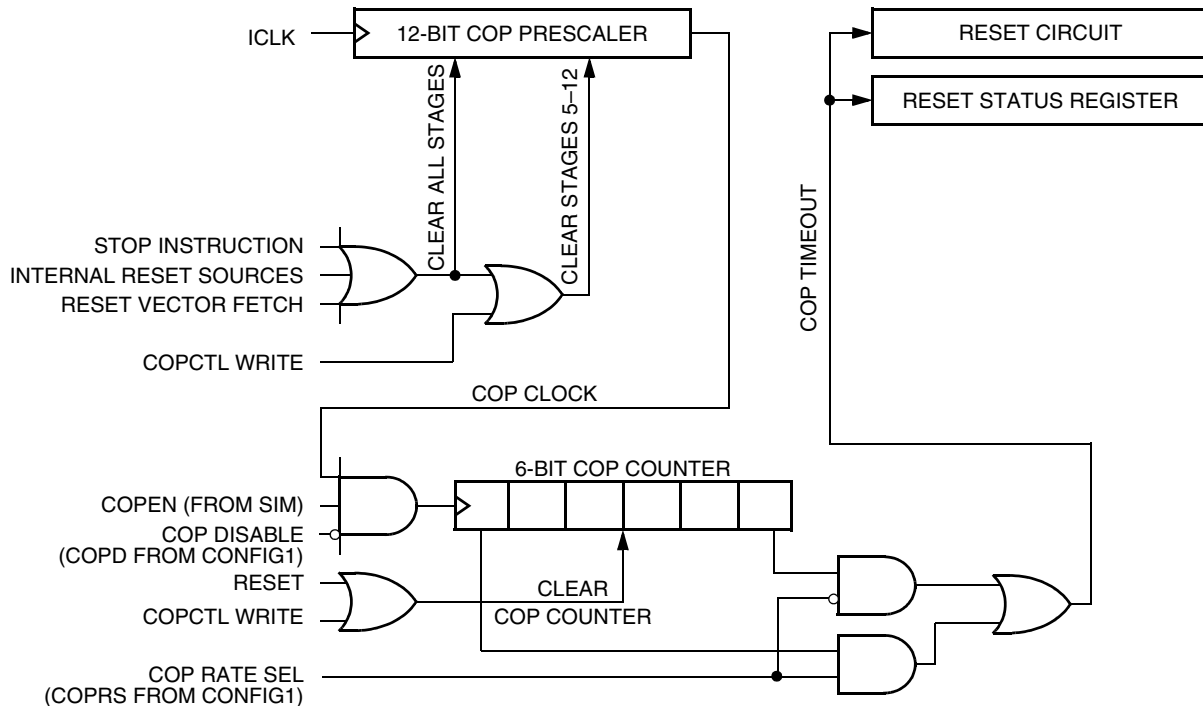 ICLK
12-BIT COP PRESCALER
RESET CIRCUIT
RESET STATUS REGISTER
CLEAR ALL STAGES
CLEAR STAGES 5–12
COP TIMEOUT
STOP INSTRUCTION
INTERNAL RESET SOURCES
RESET VECTOR FETCH
COPCTL WRITE
COP CLOCK
6-BIT COP COUNTER
COPEN (FROM SIM)
COP DISABLE
(COPD FROM CONFIG1)
RESET
CLEAR
COP COUNTER
COPCTL WRITE
COP RATE SEL
(COPRS FROM CONFIG1)